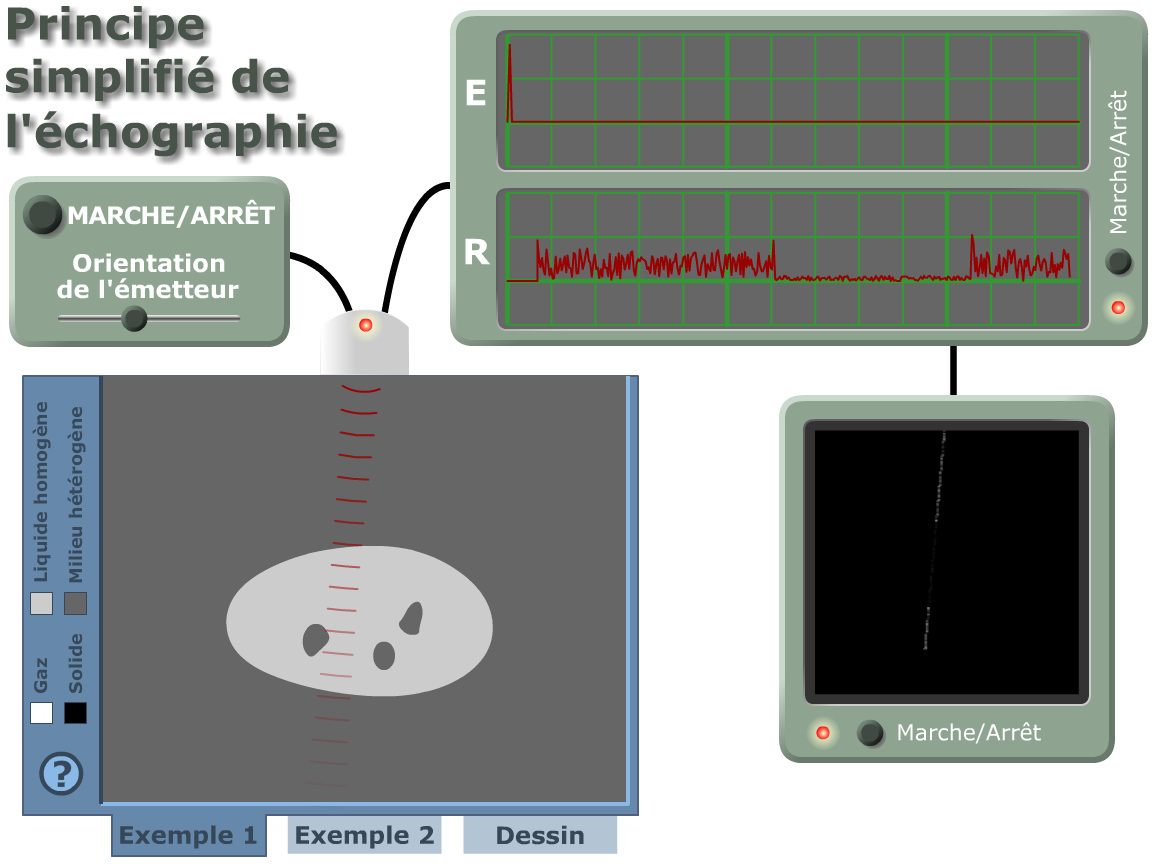 Principe
simplifié de
l'échographie
MARCHE/ARRÊT
Orientation
de l'émetteur
E
R
Marche/Arrêt
Liquide homogène
Milieu hétérogène
Gaz
Solide
?
Marche/Arrêt
Exemple 1
Exemple 2
Dessin